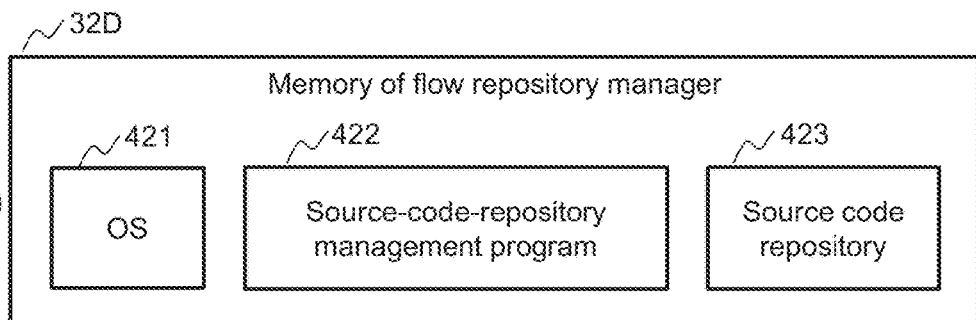 32D
Memory of flow repository manager
421
422
423
OS
Source-code-repository
management program
Source code
repository